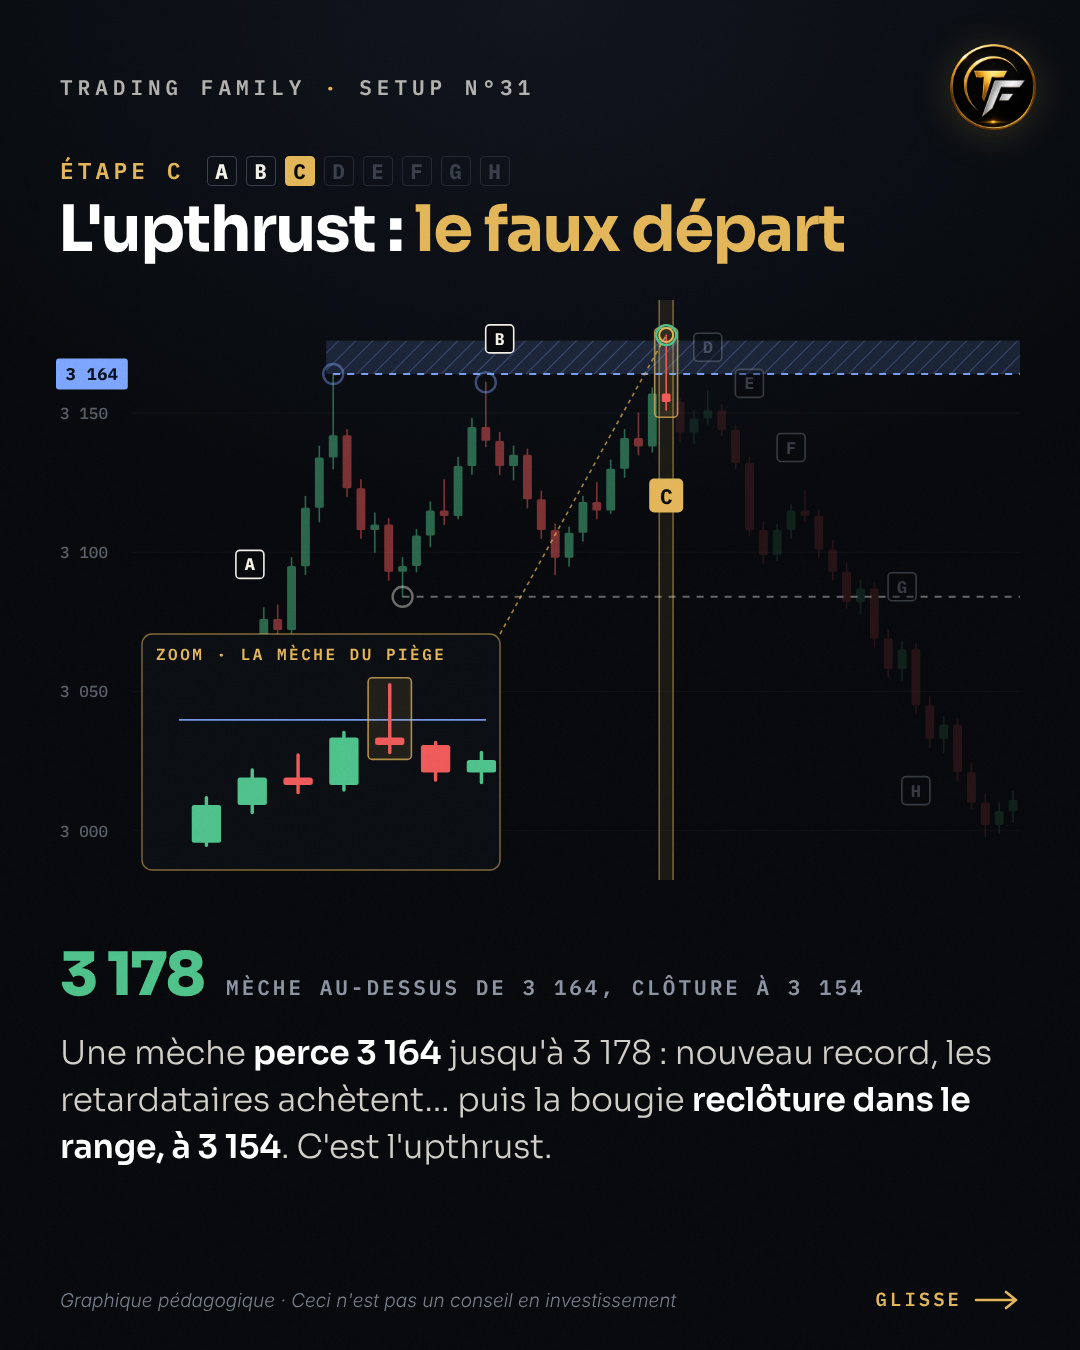 TRADING FAMILY · SETUP N°31
TF
ÉTAPE C A B C D E F G H
L'upthrust : le faux départ
B
D
3 164
E
3 150
F
C
3 100
A
G
ZOOM · LA MÈCHE DU PIÈGE
3 050
H
3 000
3 178 MÈCHE AU-DESSUS DE 3 164, CLÔTURE À 3 154
Une mèche perce 3 164 jusqu'à 3 178 : nouveau record, les
retardataires achètent... puis la bougie reclôture dans le
range, à 3 154. C'est l'upthrust.
Graphique pédagogique · Ceci n'est pas un conseil en investissement
GLISSE →